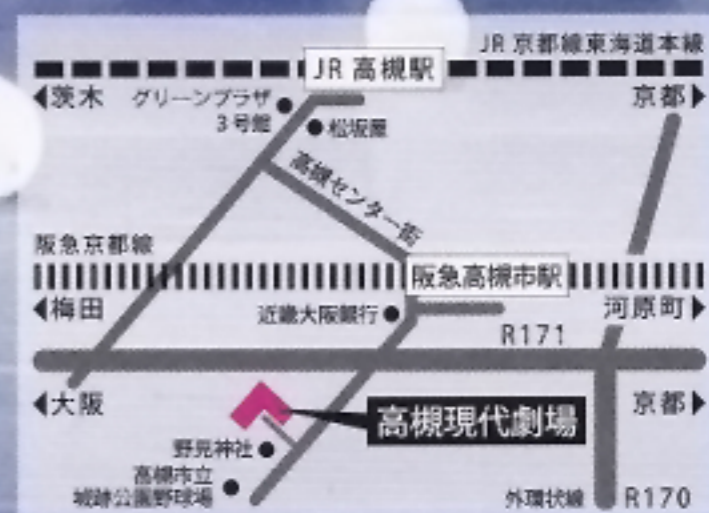 JR 京都線東海道本線
JR 高槻駅
◀茨木
グリーンプラザ
3号館
京都▶
松坂屋
高槻センター街
阪急京都線
阪急高槻市駅
◀梅田
近畿大阪銀行
河原町▶
R171
◀大阪
高槻現代劇場
京都▶
野見神社
高槻市立
城跡公園野球場
外環状線
R170